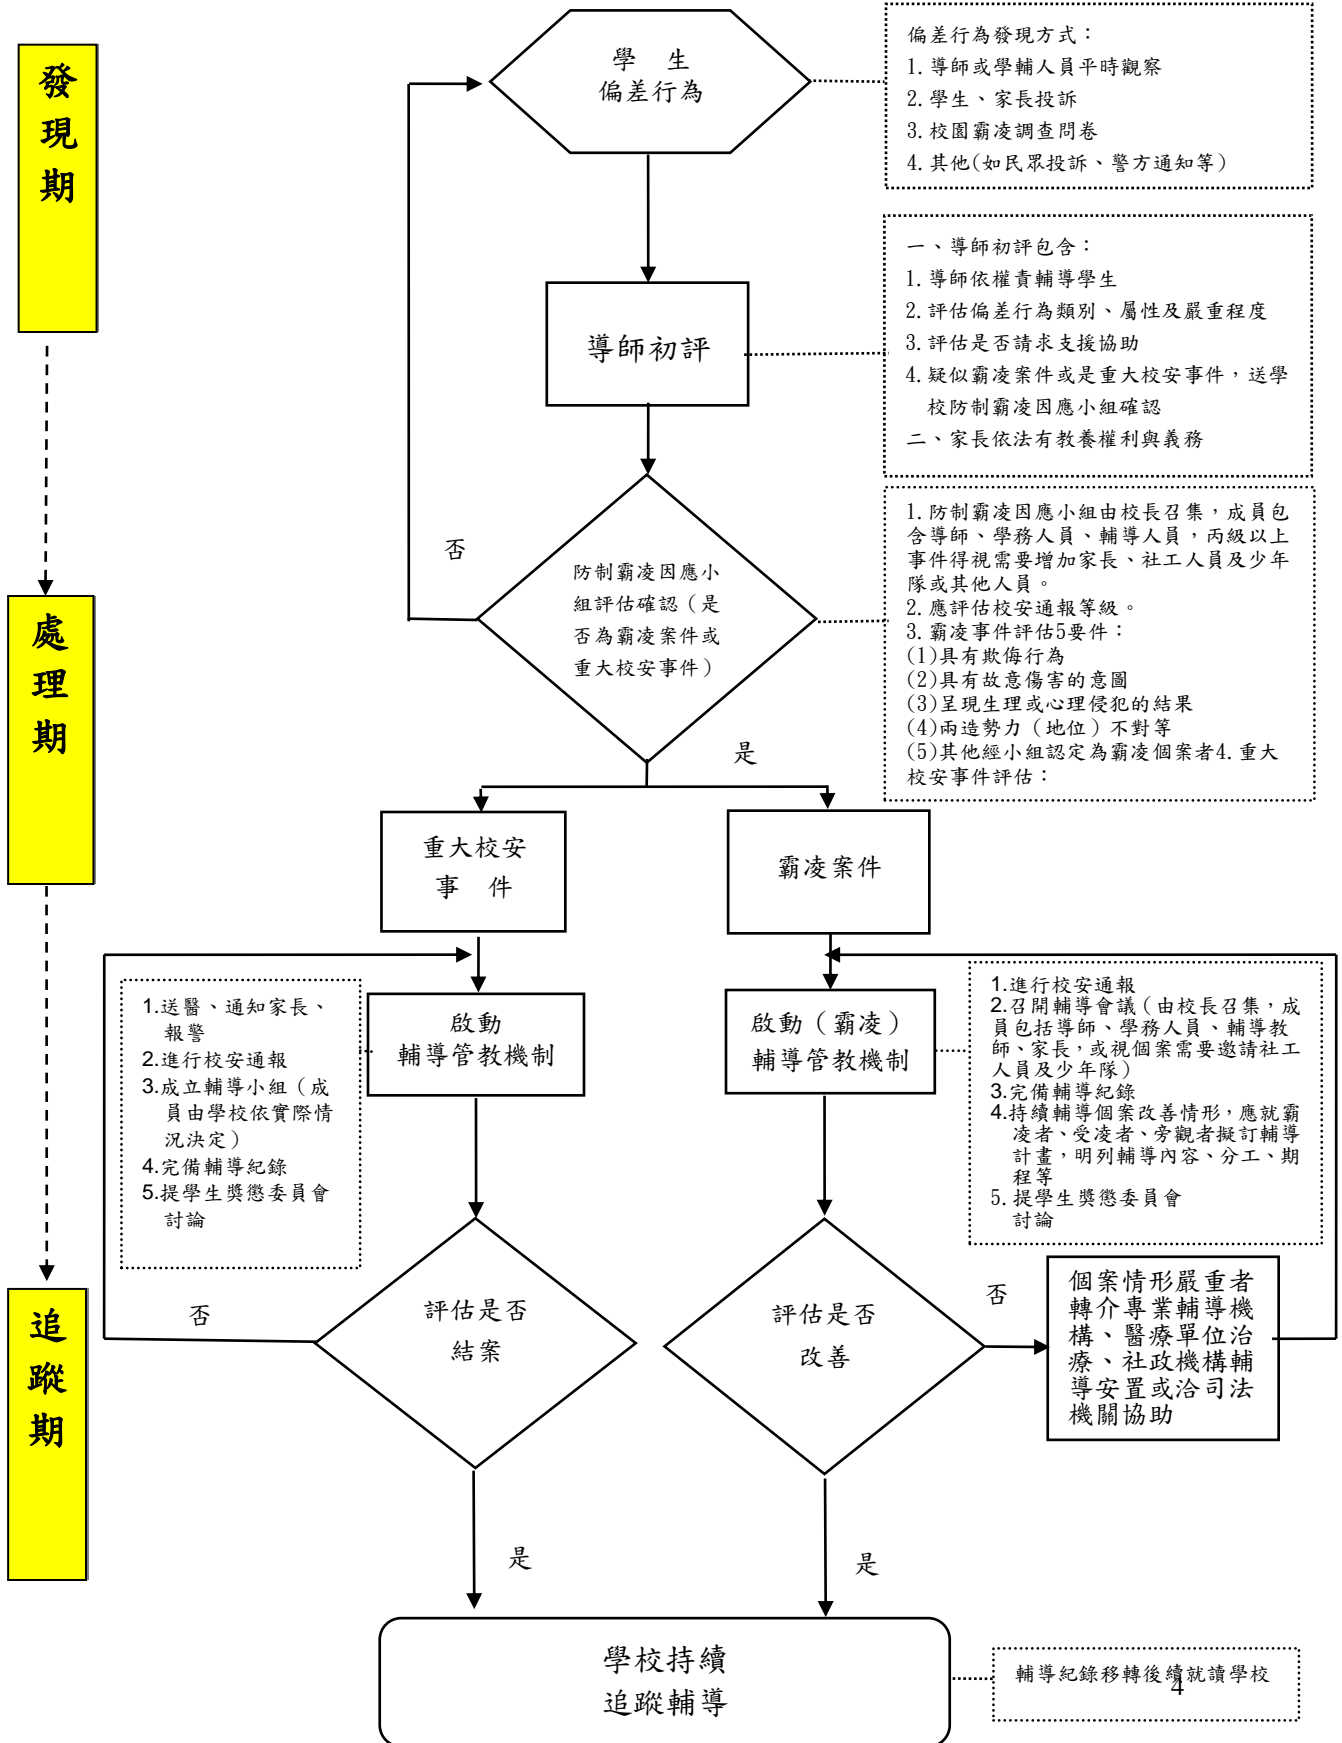 發
現
期
處
理
期
追
蹤
期
學 生
偏差行為
偏差行為發現方式：
1.導師或學輔人員平時觀察
2.學生、家長投訴
3.校園霸凌調查問卷
4.其他(如民眾投訴、警方通知等)
導師初評
一、導師初評包含：
1.導師依權責輔導學生
2.評估偏差行為類別、屬性及嚴重程度
3.評估是否請求支援協助
4.疑似霸凌案件或是重大校安事件，送學
校防制霸凌因應小組確認
二、家長依法有教養權利與義務
否
防制霸凌因應小
組評估確認（是
否為霸凌案件或
重大校安事件）
1.防制霸凌因應小組由校長召集，成員包
含導師、學務人員、輔導人員，丙級以上
事件得視需要增加家長、社工人員及少年
隊或其他人員。
2.應評估校安通報等級。
3.霸凌事件評估5要件：
(1)具有欺侮行為
(2)具有故意傷害的意圖
(3)呈現生理或心理侵犯的結果
(4)兩造勢力（地位）不對等
(5)其他經小組認定為霸凌個案者4.重大
校安事件評估：
是
重大校安
事 件
霸凌案件
1.送醫、通知家長、
報警
2.進行校安通報
3.成立輔導小組（成
員由學校依實際情
況決定）
4.完備輔導紀錄
5.提學生獎懲委員會
討論
啟動
輔導管教機制
啟動（霸凌）
輔導管教機制
1.進行校安通報
2.召開輔導會議（由校長召集，成
員包括導師、學務人員、輔導教
師、家長，或視個案需要邀請社工
人員及少年隊）
3.完備輔導紀錄
4.持續輔導個案改善情形，應就霸
凌者、受凌者、旁觀者擬訂輔導
計畫，明列輔導內容、分工、期
程等
5.提學生獎懲委員會
討論
否
評估是否
結案
評估是否
改善
否
個案情形嚴重者
轉介專業輔導機
構、醫療單位治
療、社政機構輔
導安置或洽司法
機關協助
是
是
學校持續
追蹤輔導
輔導紀錄移轉後續就讀學校
4